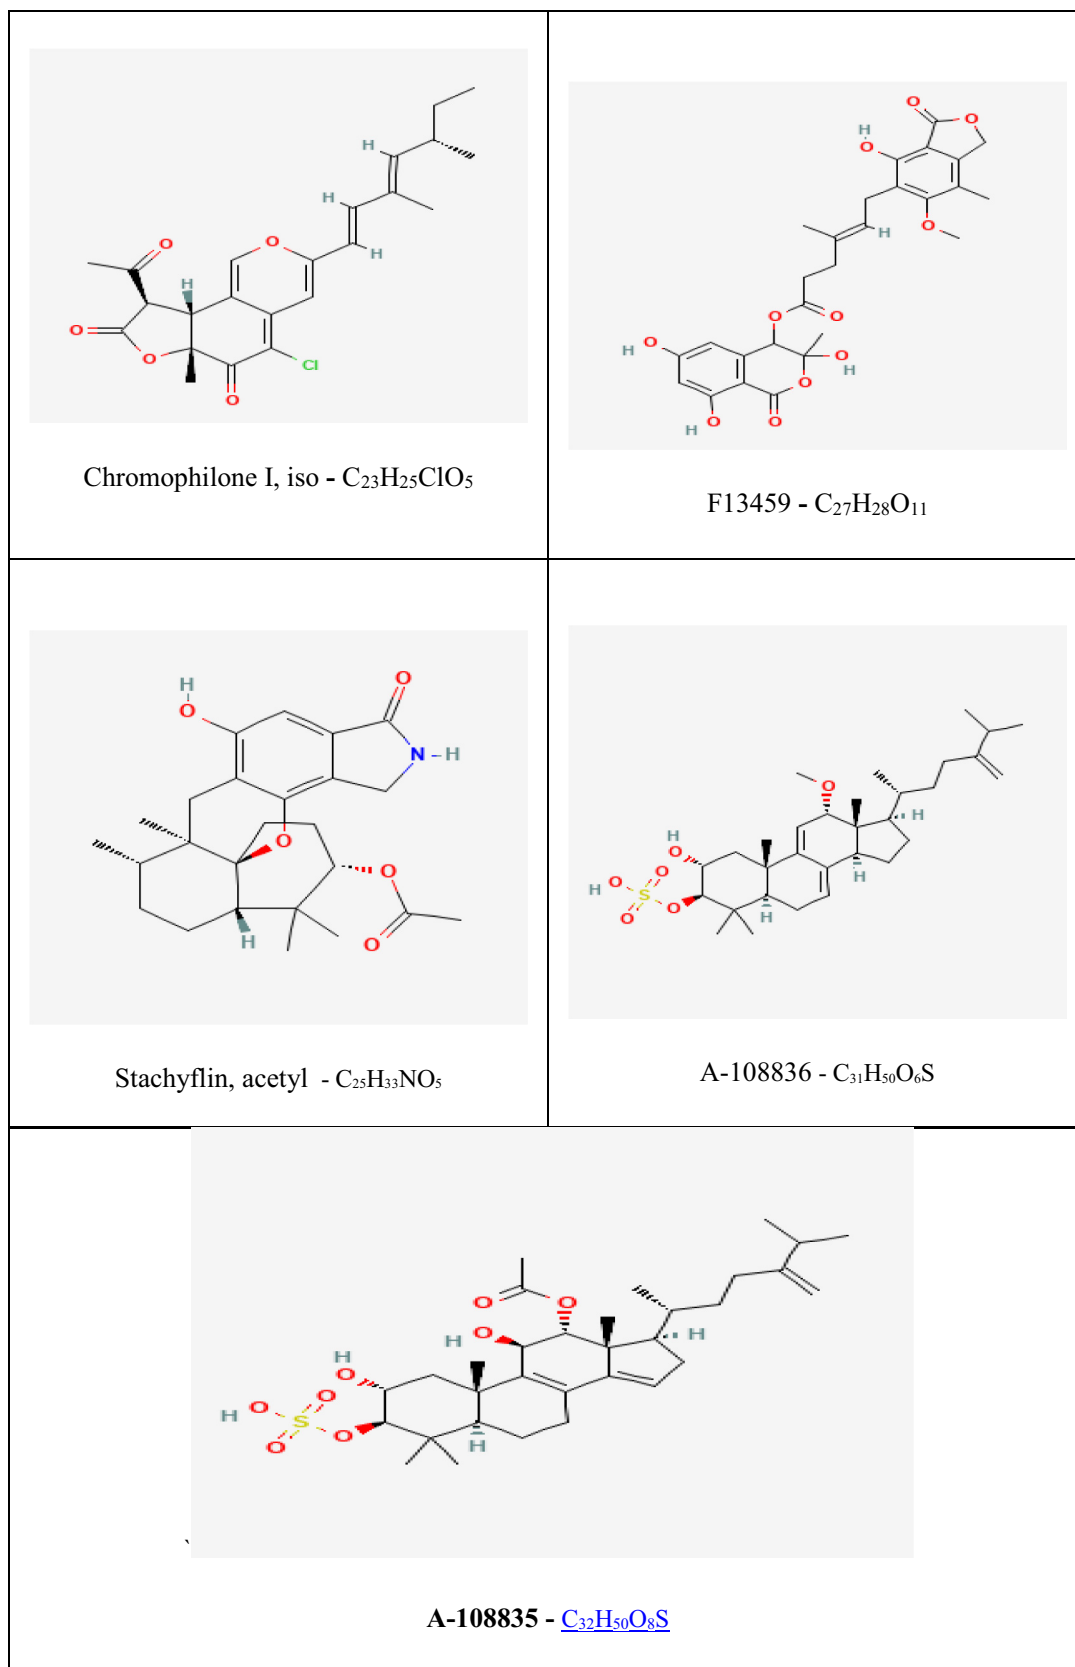 Chromophilone I, iso - C₂₃H₂₅ClO₅
F13459 - C₂₇H₂₈O₁₁
Stachyflin, acetyl - C₂₅H₃₃NO₅
A-108836 - C₃₁H₅₀O₆S
`
A-108835 - C₃₂H₅₀O₈S